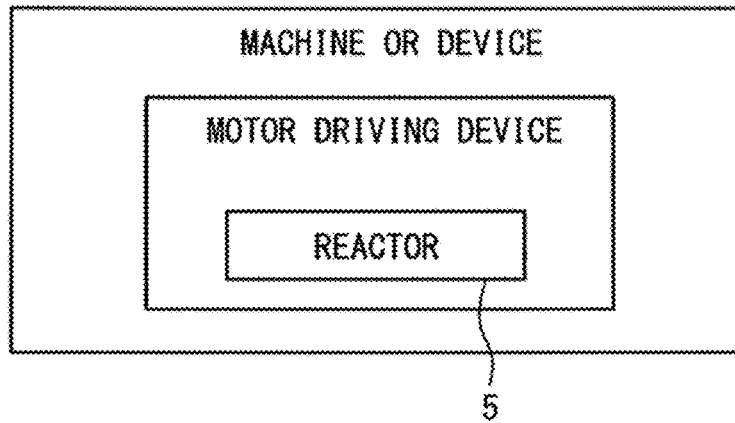 MACHINE OR DEVICE
MOTOR DRIVING DEVICE
REACTOR
5